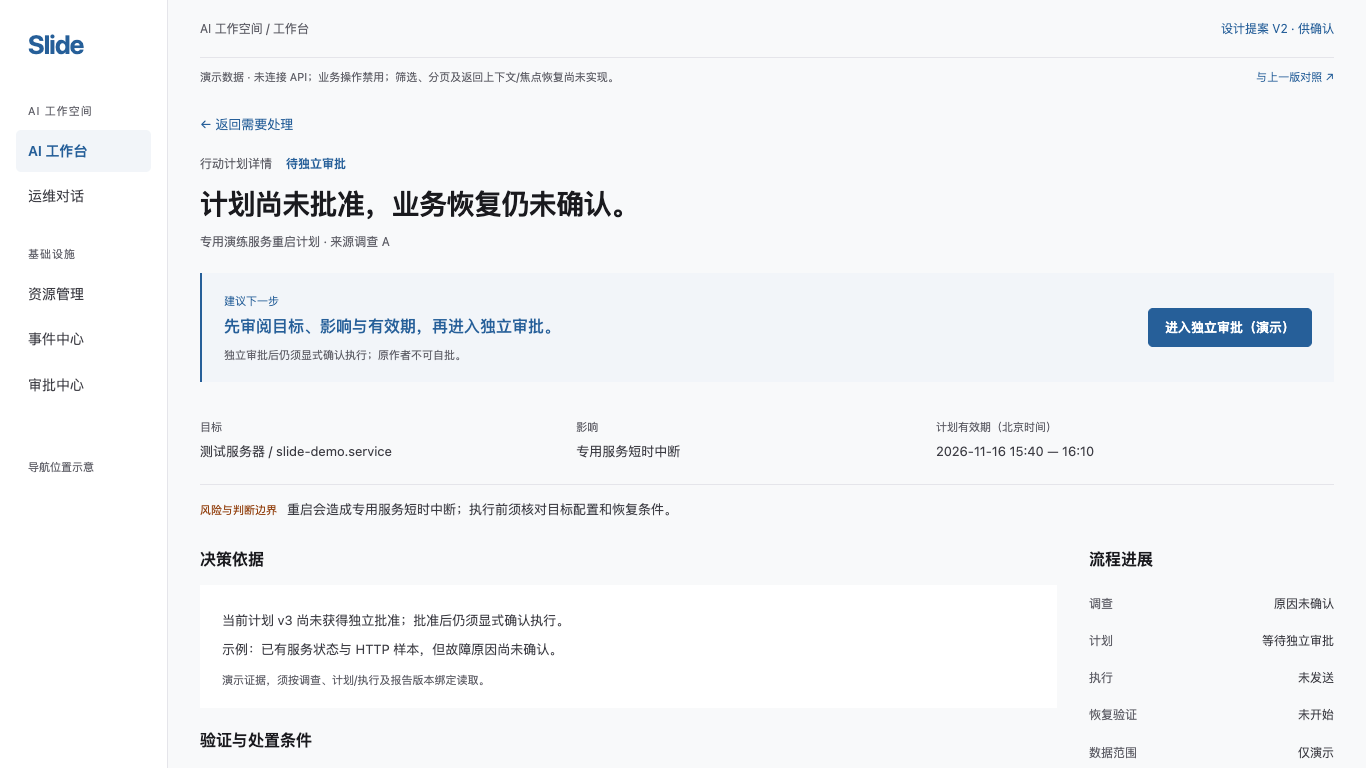 Slide
AI 工作空间
AI 工作台
运维对话
基础设施
资源管理
事件中心
审批中心
导航位置示意
AI 工作空间 / 工作台
设计提案 V2 · 供确认
演示数据 · 未连接 API；业务操作禁用；筛选、分页及返回上下文/焦点恢复尚未实现。
与上一版对照 ↗
← 返回需要处理
行动计划详情 待独立审批
计划尚未批准，业务恢复仍未确认。
专用演练服务重启计划 · 来源调查 A
建议下一步
先审阅目标、影响与有效期，再进入独立审批。
独立审批后仍须显式确认执行；原作者不可自批。
进入独立审批（演示）
目标
测试服务器 / slide-demo.service
影响
专用服务短时中断
计划有效期（北京时间）
2026-11-16 15:40 — 16:10
风险与判断边界 重启会造成专用服务短时中断；执行前须核对目标配置和恢复条件。
决策依据
当前计划 v3 尚未获得独立批准；批准后仍须显式确认执行。
示例：已有服务状态与 HTTP 样本，但故障原因尚未确认。
演示证据，须按调查、计划/执行及报告版本绑定读取。
验证与处置条件
流程进展
调查 原因未确认
计划 等待独立审批
执行 未发送
恢复验证 未开始
数据范围 仅演示